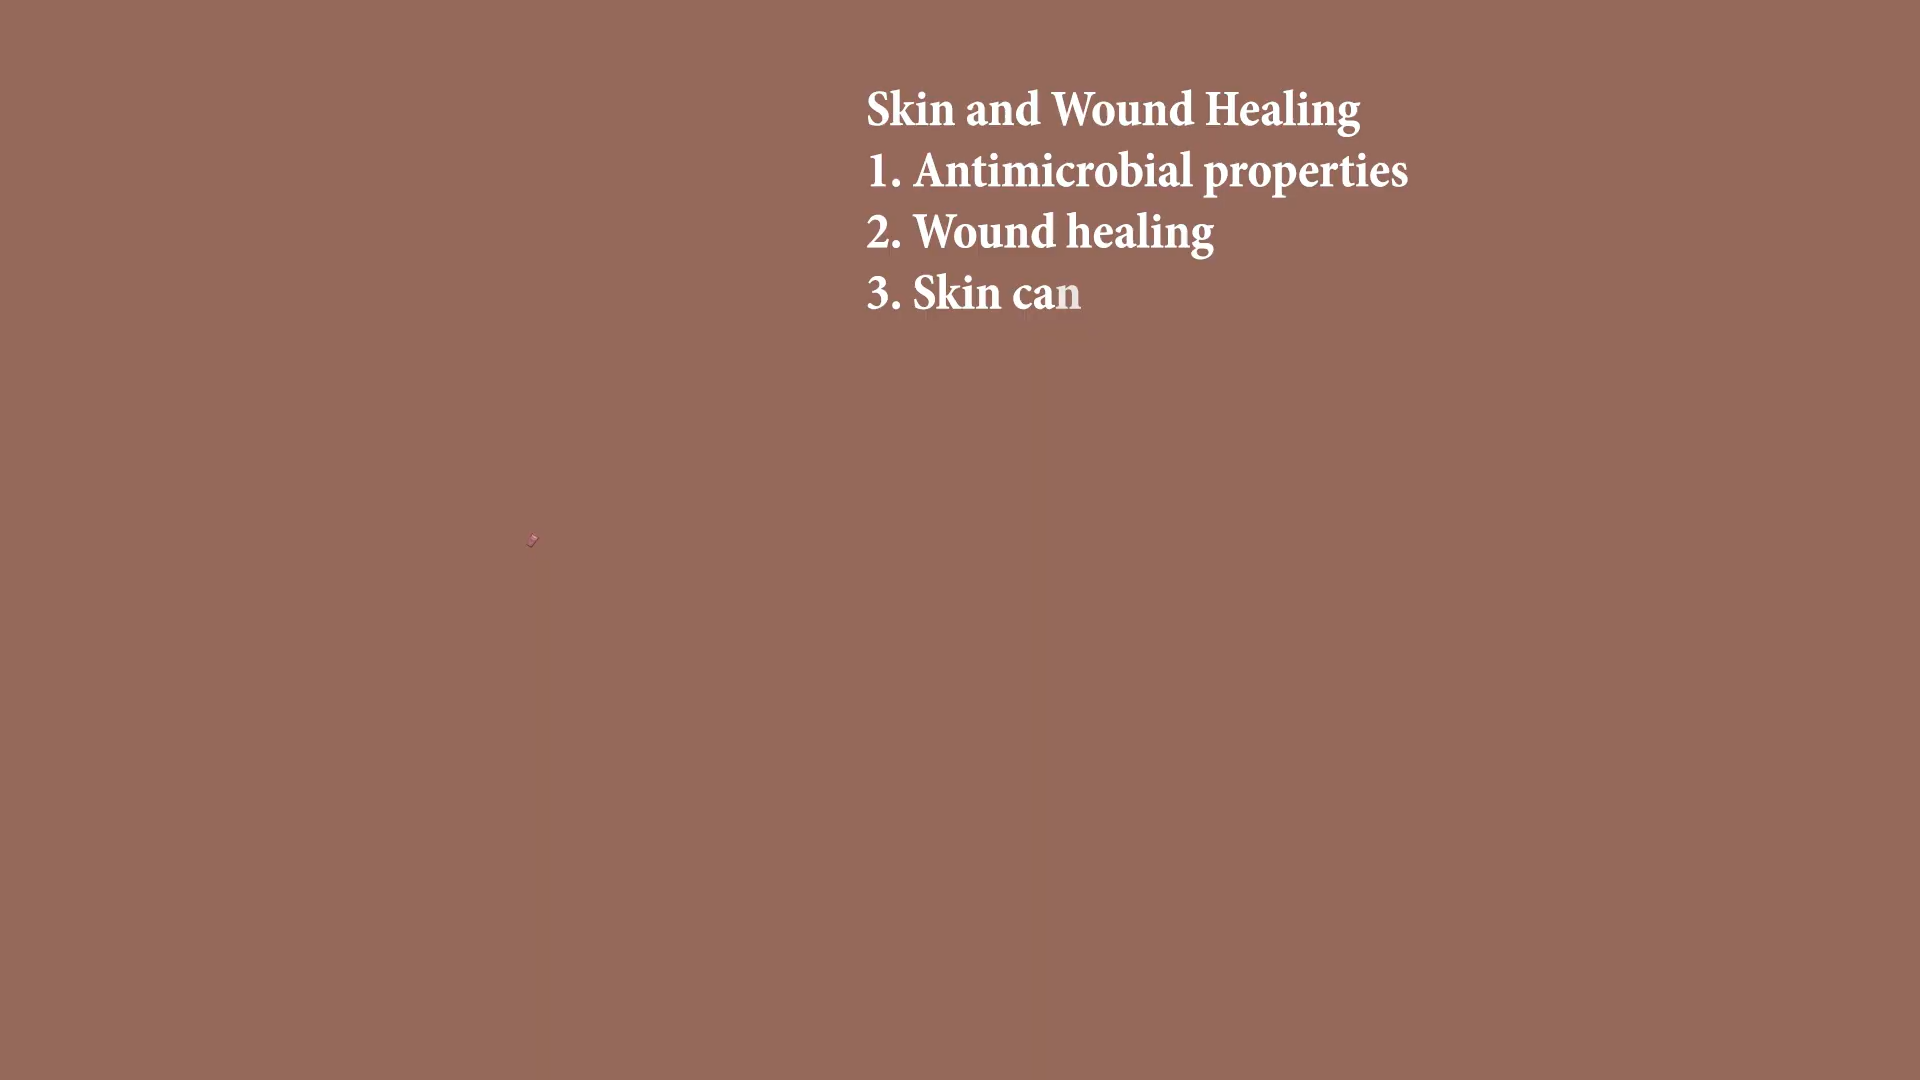 Skin and Wound Healing
1. Antimicrobial properties
2. Wound healing
3. Skin can